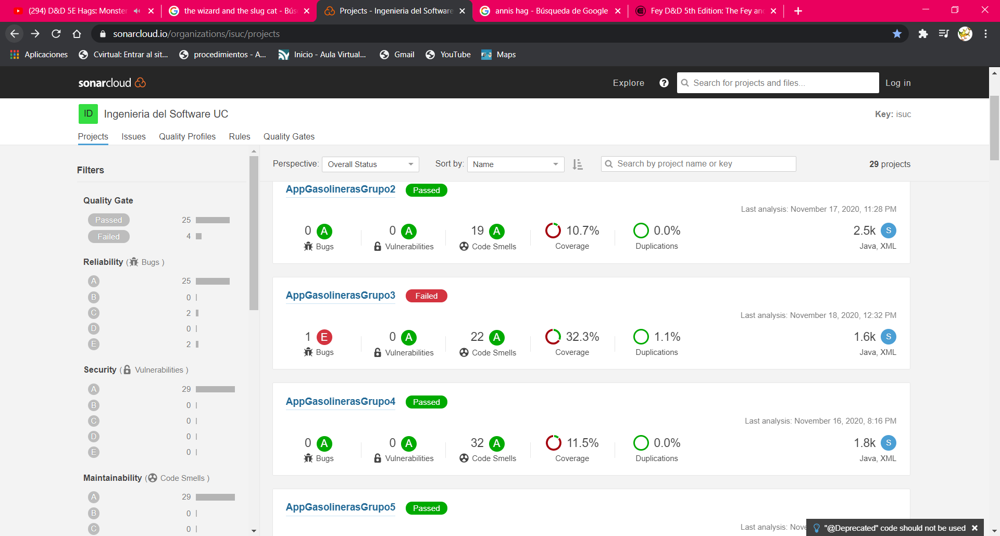 (294) D&D 5E Hags: Monster
the wizard and the slug cat - Bús
Projects - Ingenieria del Software
annis hag - Búsqueda de Google
Fey D&D 5th Edition: The Fey an
sonarcloud.io/organizations/isuc/projects
Aplicaciones
Cvirtual: Entrar al sit...
procedimientos - A...
Inicio - Aula Virtual...
Gmail
YouTube
Maps
sonarcloud
Explore
?
Search for projects and files...
Log in
ID
Ingenieria del Software UC
Key: isuc
Projects
Issues
Quality Profiles
Rules
Quality Gates
Filters
Quality Gate
Passed 25
Failed 4
Reliability ( Bugs )
A 25
B 0
C 2
D 0
E 2
Security ( Vulnerabilities )
A 29
B 0
C 0
D 0
E 0
Maintainability ( Code Smells )
A 29
B 0
C 0
Perspective: Overall Status
Sort by: Name
Search by project name or key
29 projects
AppGasolinerasGrupo2 Passed
Last analysis: November 17, 2020, 11:28 PM
0 A 0 A 19 A 10.7% 0.0% 2.5k S
Bugs Vulnerabilities Code Smells Coverage Duplications Java, XML
AppGasolinerasGrupo3 Failed
Last analysis: November 18, 2020, 12:32 PM
1 E 0 A 22 A 32.3% 1.1% 1.6k S
Bugs Vulnerabilities Code Smells Coverage Duplications Java, XML
AppGasolinerasGrupo4 Passed
Last analysis: November 16, 2020, 8:16 PM
0 A 0 A 32 A 11.5% 0.0% 1.8k S
Bugs Vulnerabilities Code Smells Coverage Duplications Java, XML
AppGasolinerasGrupo5 Passed
Last analysis: Nove
"@Deprecated" code should not be used